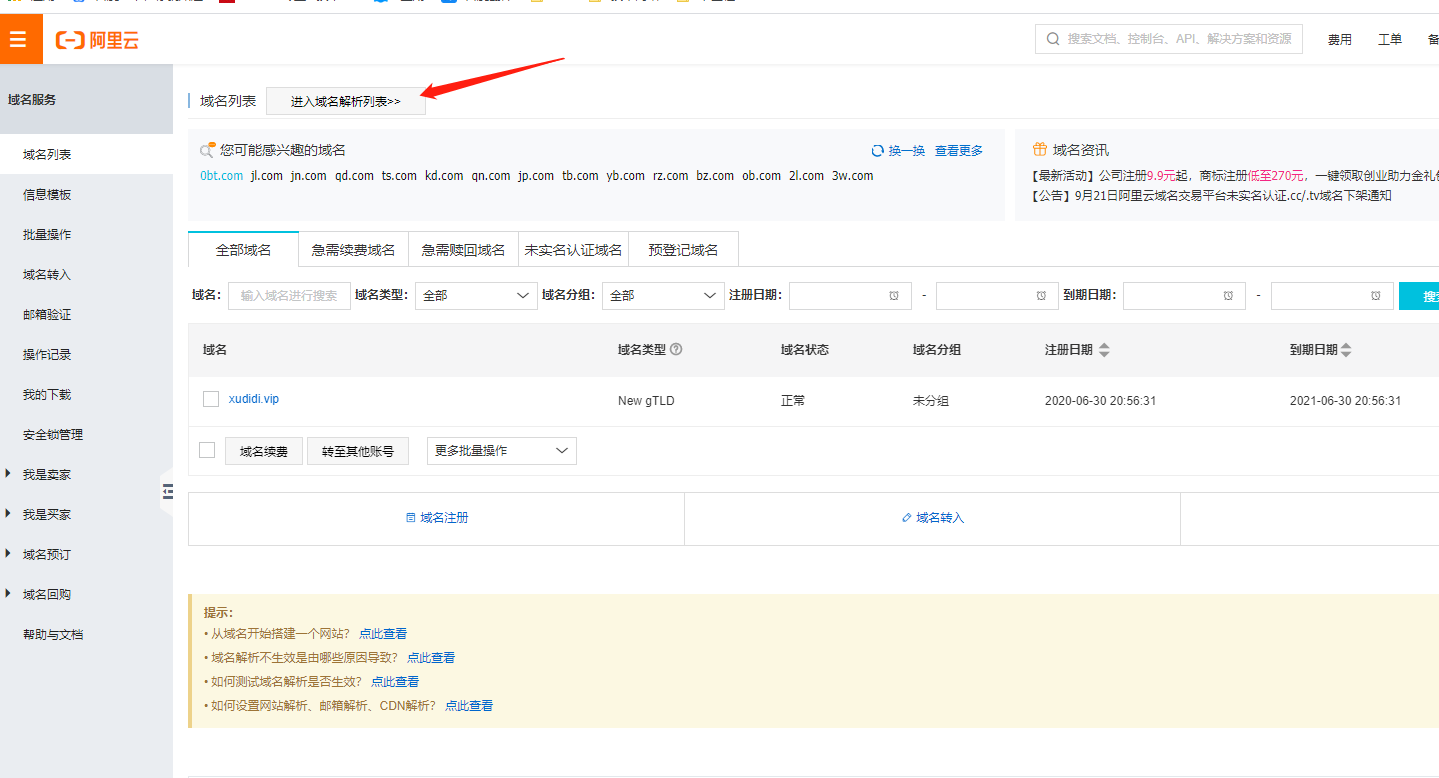 阿里云
搜索文档、控制台、API、解决方案和资源
费用
工单
域名服务
域名列表
信息模板
批量操作
域名转入
邮箱验证
操作记录
我的下载
安全锁管理
我是卖家
我是买家
域名预订
域名回购
帮助与文档
域名列表
进入域名解析列表>>
您可能感兴趣的域名
换一换 查看更多
0bt.com jl.com jn.com qd.com ts.com kd.com qn.com jp.com tb.com yb.com rz.com bz.com ob.com 2l.com 3w.com
域名资讯
【最新活动】公司注册9.9元起，商标注册低至270元，一键领取创业助力金礼
【公告】9月21日阿里云域名交易平台未实名认证.cc/.tv域名下架通知
全部域名 急需续费域名 急需赎回域名 未实名认证域名 预登记域名
域名： 输入域名进行搜索 域名类型： 全部 域名分组： 全部 注册日期： - 到期日期： - 搜
域名 域名类型 域名状态 域名分组 注册日期 到期日期
xudidi.vip New gTLD 正常 未分组 2020-06-30 20:56:31 2021-06-30 20:56:31
域名续费 转至其他账号 更多批量操作
域名注册 域名转入
提示：
• 从域名开始搭建一个网站？ 点此查看
• 域名解析不生效是由哪些原因导致？ 点此查看
• 如何测试域名解析是否生效？ 点此查看
• 如何设置网站解析、邮箱解析、CDN解析？ 点此查看